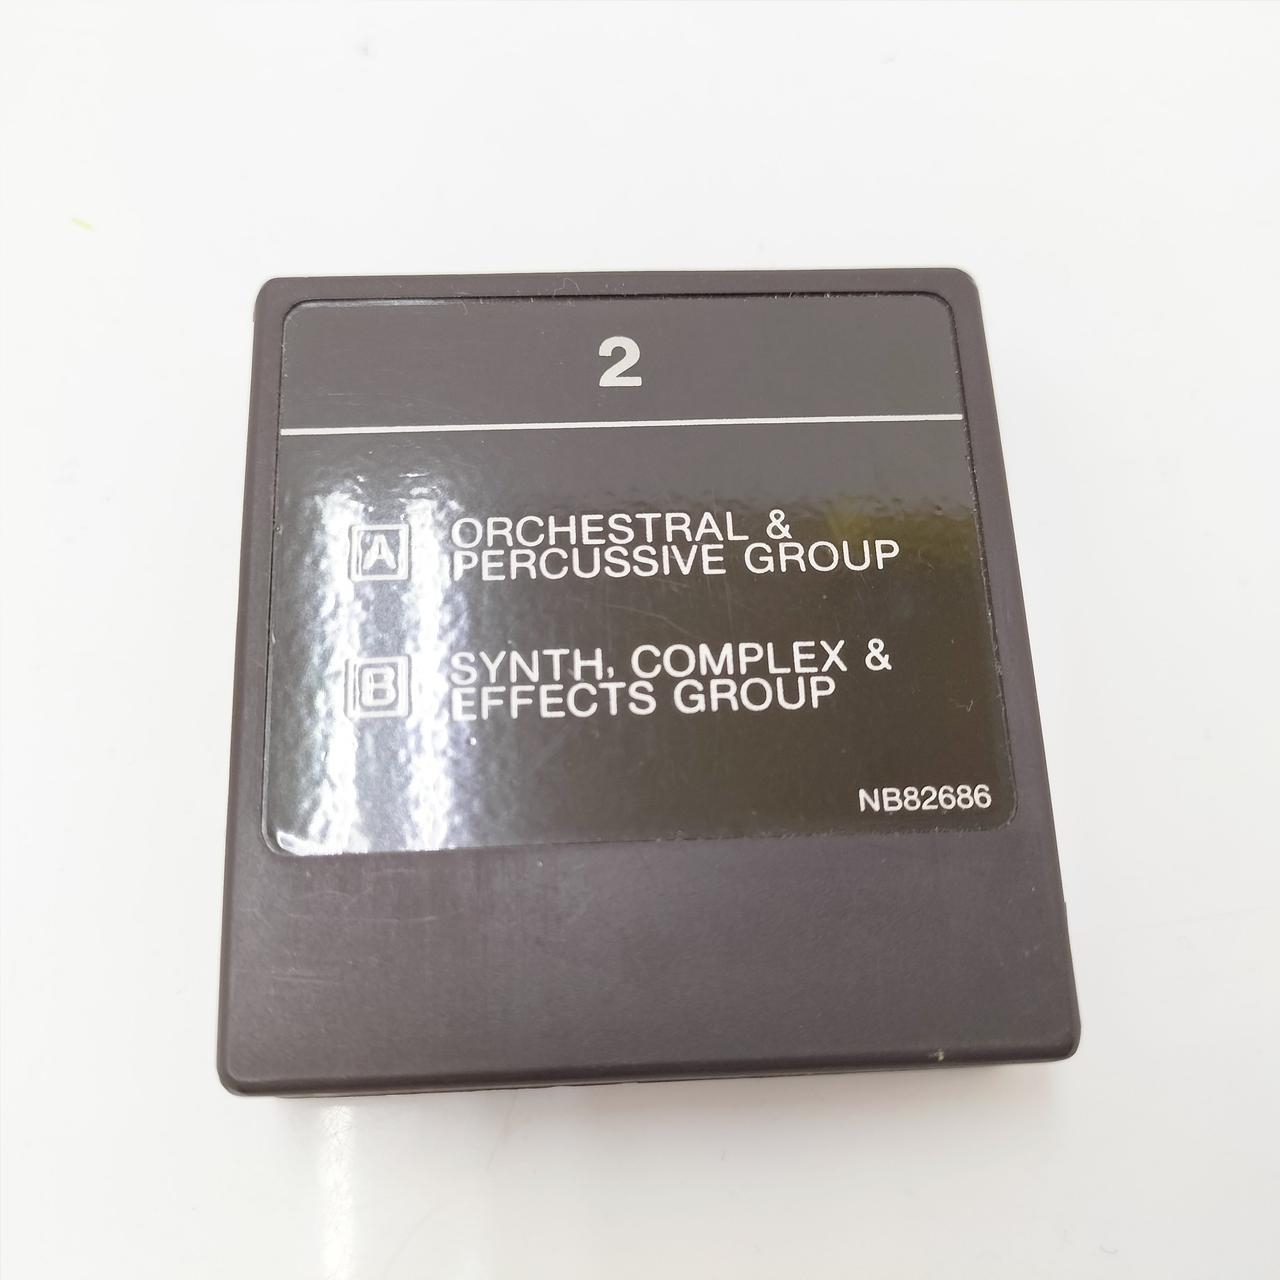 2
A
ORCHESTRAL &
PERCUSSIVE GROUP
B
SYNTH, COMPLEX &
EFFECTS GROUP
NB82686